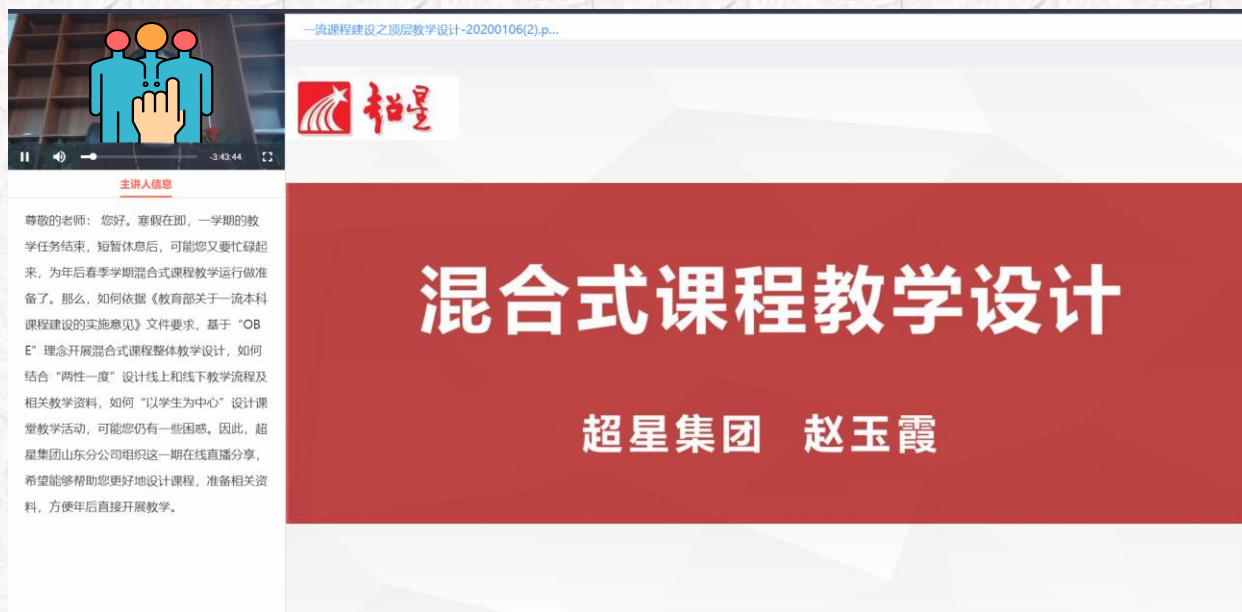 一流课程建设之顶层教学设计-20200106(2).p...
超星
-3:43:44
主讲人信息
尊敬的老师： 您好。寒假在即，一学期的教
学任务结束，短暂休息后，可能您又要忙碌起
来，为年后春季学期混合式课程教学运行做准
备了。那么，如何依据《教育部关于一流本科
课程建设的实施意见》文件要求，基于“OB
E”理念开展混合式课程整体教学设计，如何
结合“两性一度”设计线上和线下教学流程及
相关教学资料，如何“以学生为中心”设计课
堂教学活动，可能您仍有一些困惑。因此，超
星集团山东分公司组织这一期在线直播分享，
希望能够帮助您更好地设计课程，准备相关资
料，方便年后直接开展教学。
混合式课程教学设计
超星集团 赵玉霞